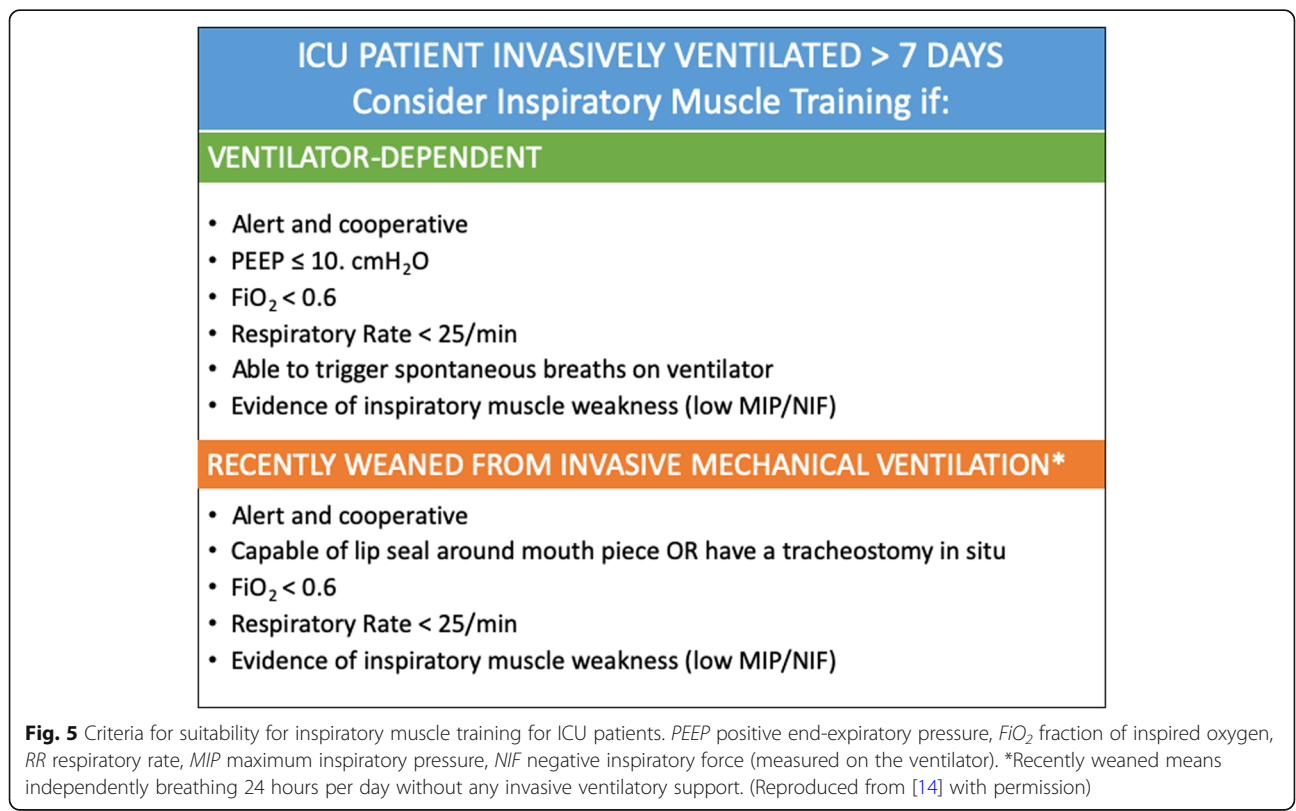 ICU PATIENT INVASIVELY VENTILATED > 7 DAYS
Consider Inspiratory Muscle Training if:
VENTILATOR-DEPENDENT
• Alert and cooperative
• PEEP ≤ 10. cmH₂O
• FiO₂ < 0.6
• Respiratory Rate < 25/min
• Able to trigger spontaneous breaths on ventilator
• Evidence of inspiratory muscle weakness (low MIP/NIF)
RECENTLY WEANED FROM INVASIVE MECHANICAL VENTILATION*
• Alert and cooperative
• Capable of lip seal around mouth piece OR have a tracheostomy in situ
• FiO₂ < 0.6
• Respiratory Rate < 25/min
• Evidence of inspiratory muscle weakness (low MIP/NIF)
Fig. 5 Criteria for suitability for inspiratory muscle training for ICU patients. PEEP positive end-expiratory pressure, FiO₂ fraction of inspired oxygen,
RR respiratory rate, MIP maximum inspiratory pressure, NIF negative inspiratory force (measured on the ventilator). *Recently weaned means
independently breathing 24 hours per day without any invasive ventilatory support. (Reproduced from [14] with permission)